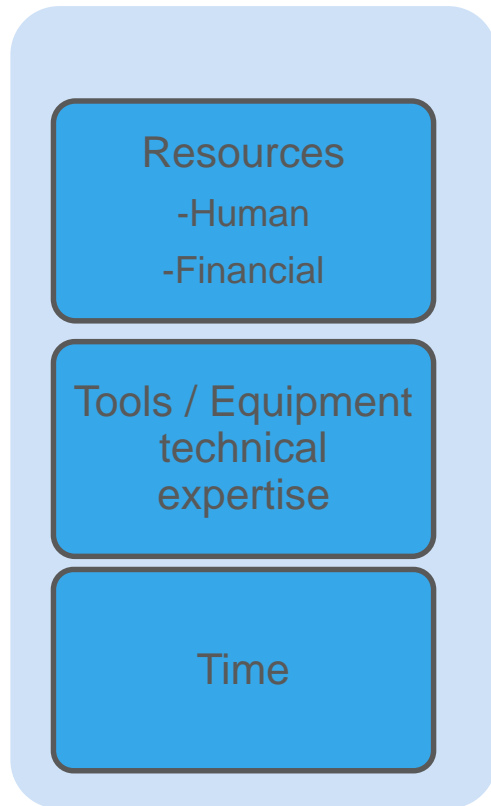 Resources
-Human
-Financial
Tools / Equipment
technical
expertise
Time